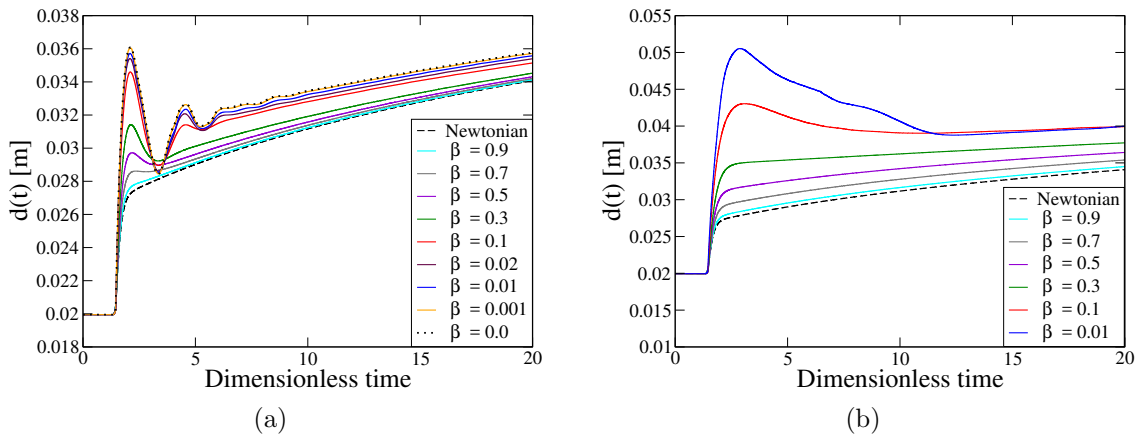 0.038
0.036
0.034
0.032
0.03
0.028
0.026
0.024
0.022
0.02
0.018
d(t) [m]
0 5 10 15 20
Dimensionless time
Newtonian
β = 0.9
β = 0.7
β = 0.5
β = 0.3
β = 0.1
β = 0.02
β = 0.01
β = 0.001
β = 0.0
(a)
0.055
0.05
0.045
0.04
0.035
0.03
0.025
0.02
0.015
0.01
d(t) [m]
0 5 10 15 20
Dimensionless time
Newtonian
β = 0.9
β = 0.7
β = 0.5
β = 0.3
β = 0.1
β = 0.01
(b)